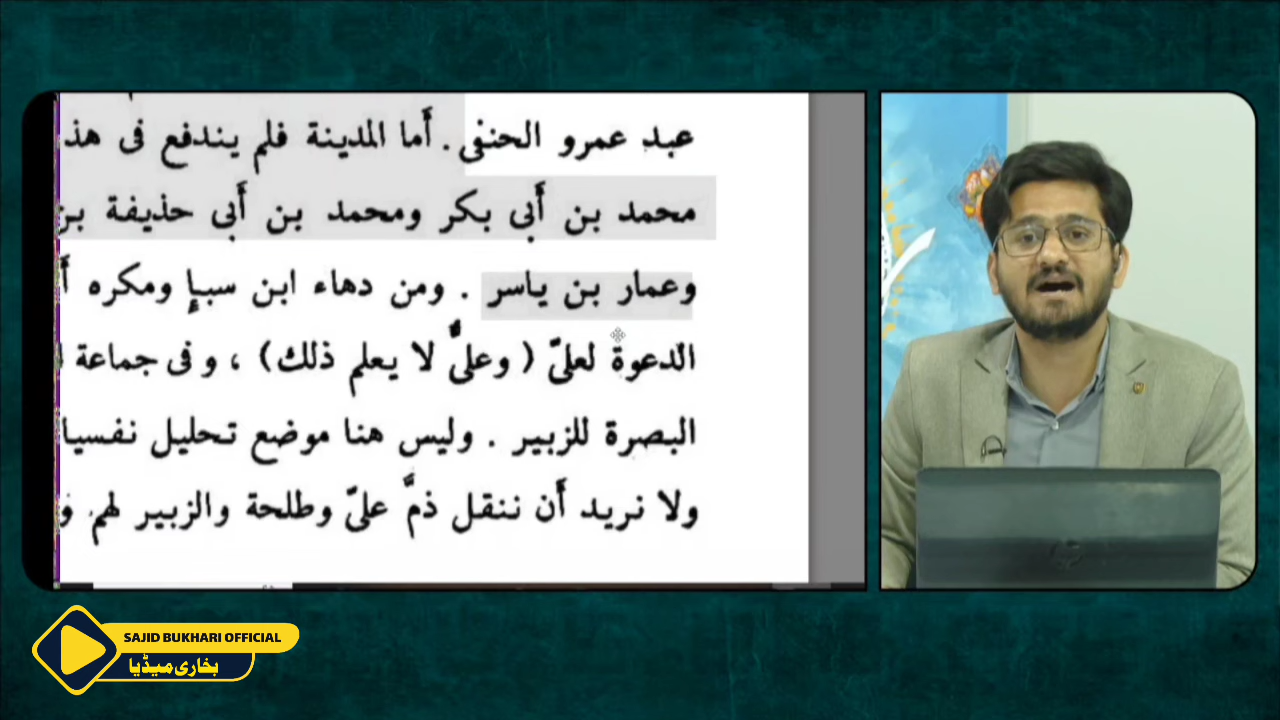 عبد عمرو الحنفى . أما المدينة فلم يندفع فى
محمد بن أبى بكر ومحمد بن أبى حذيفة بن
وعمار بن ياسر . ومن دهاء ابن سبإ ومكره
الدعوة لعلىّ ( وعلىٌّ لا يعلم ذلك ) ، و فى جماعة
البصرة للزبير . وليس هنا موضع تحليل
ولا نريد أن ننقل ذمَّ علىّ وطلحة والزبير لهم
SAJID BUKHARI OFFICIAL
بخاری میڈیا